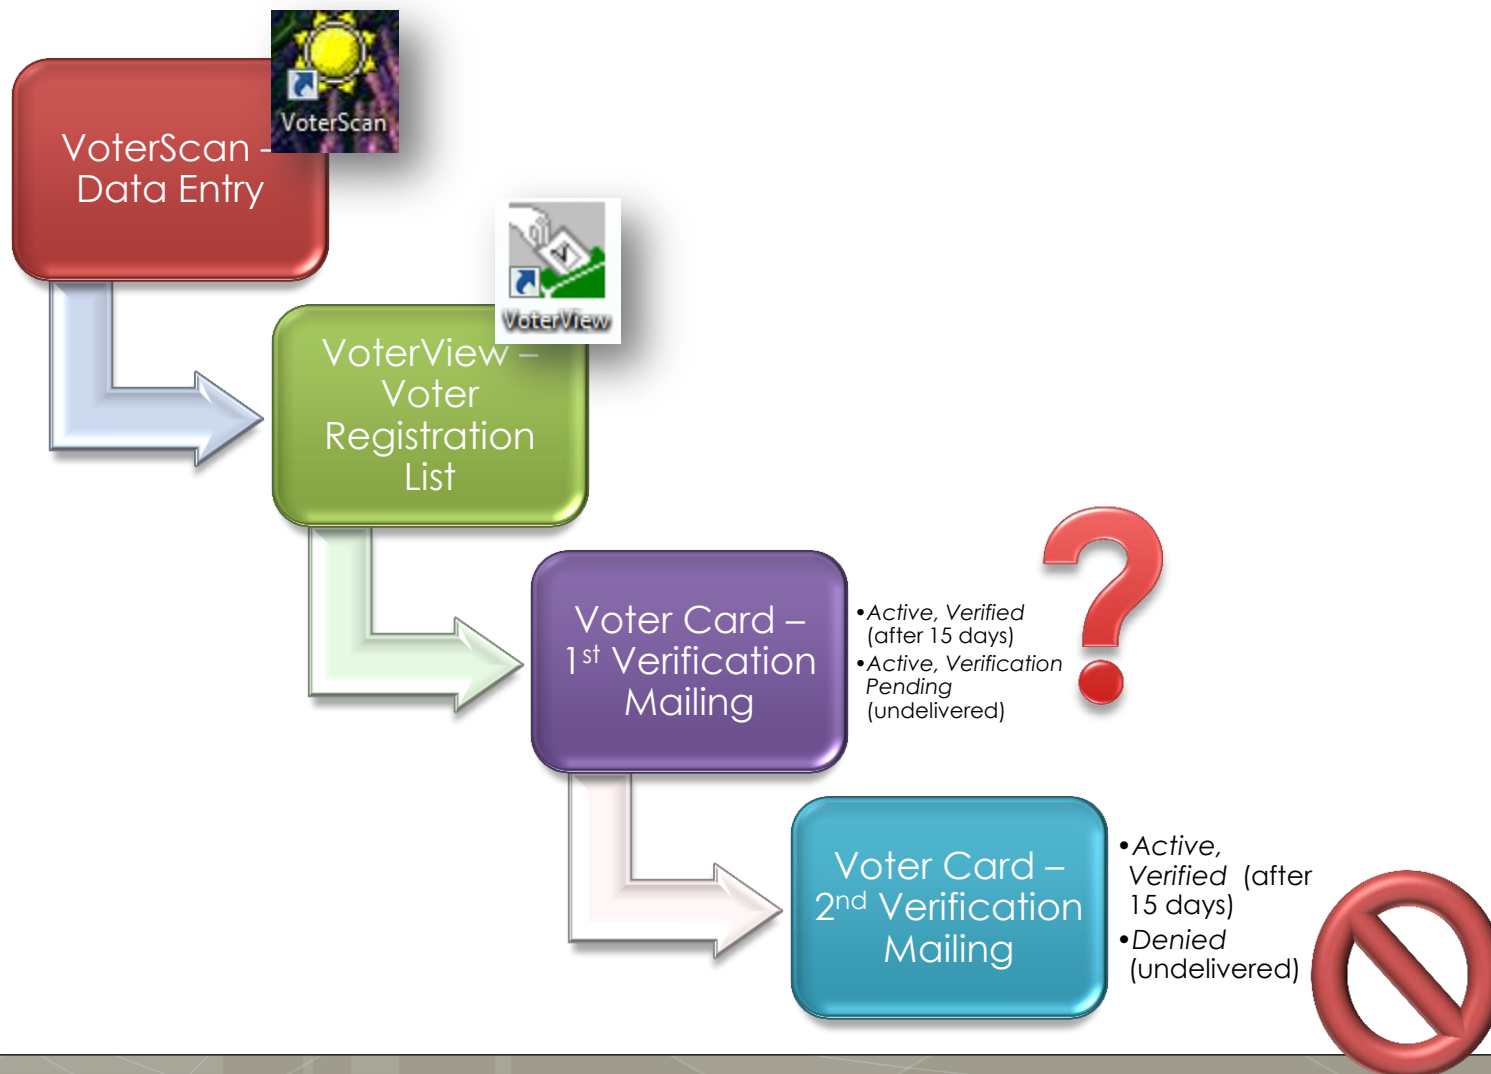 VoterScan
VoterScan –
Data Entry
VoterView
VoterView –
Voter
Registration
List
Voter Card –
1st Verification
Mailing
•Active, Verified
(after 15 days)
•Active, Verification
Pending
(undelivered)
Voter Card –
2nd Verification
Mailing
•Active,
Verified (after
15 days)
•Denied
(undelivered)